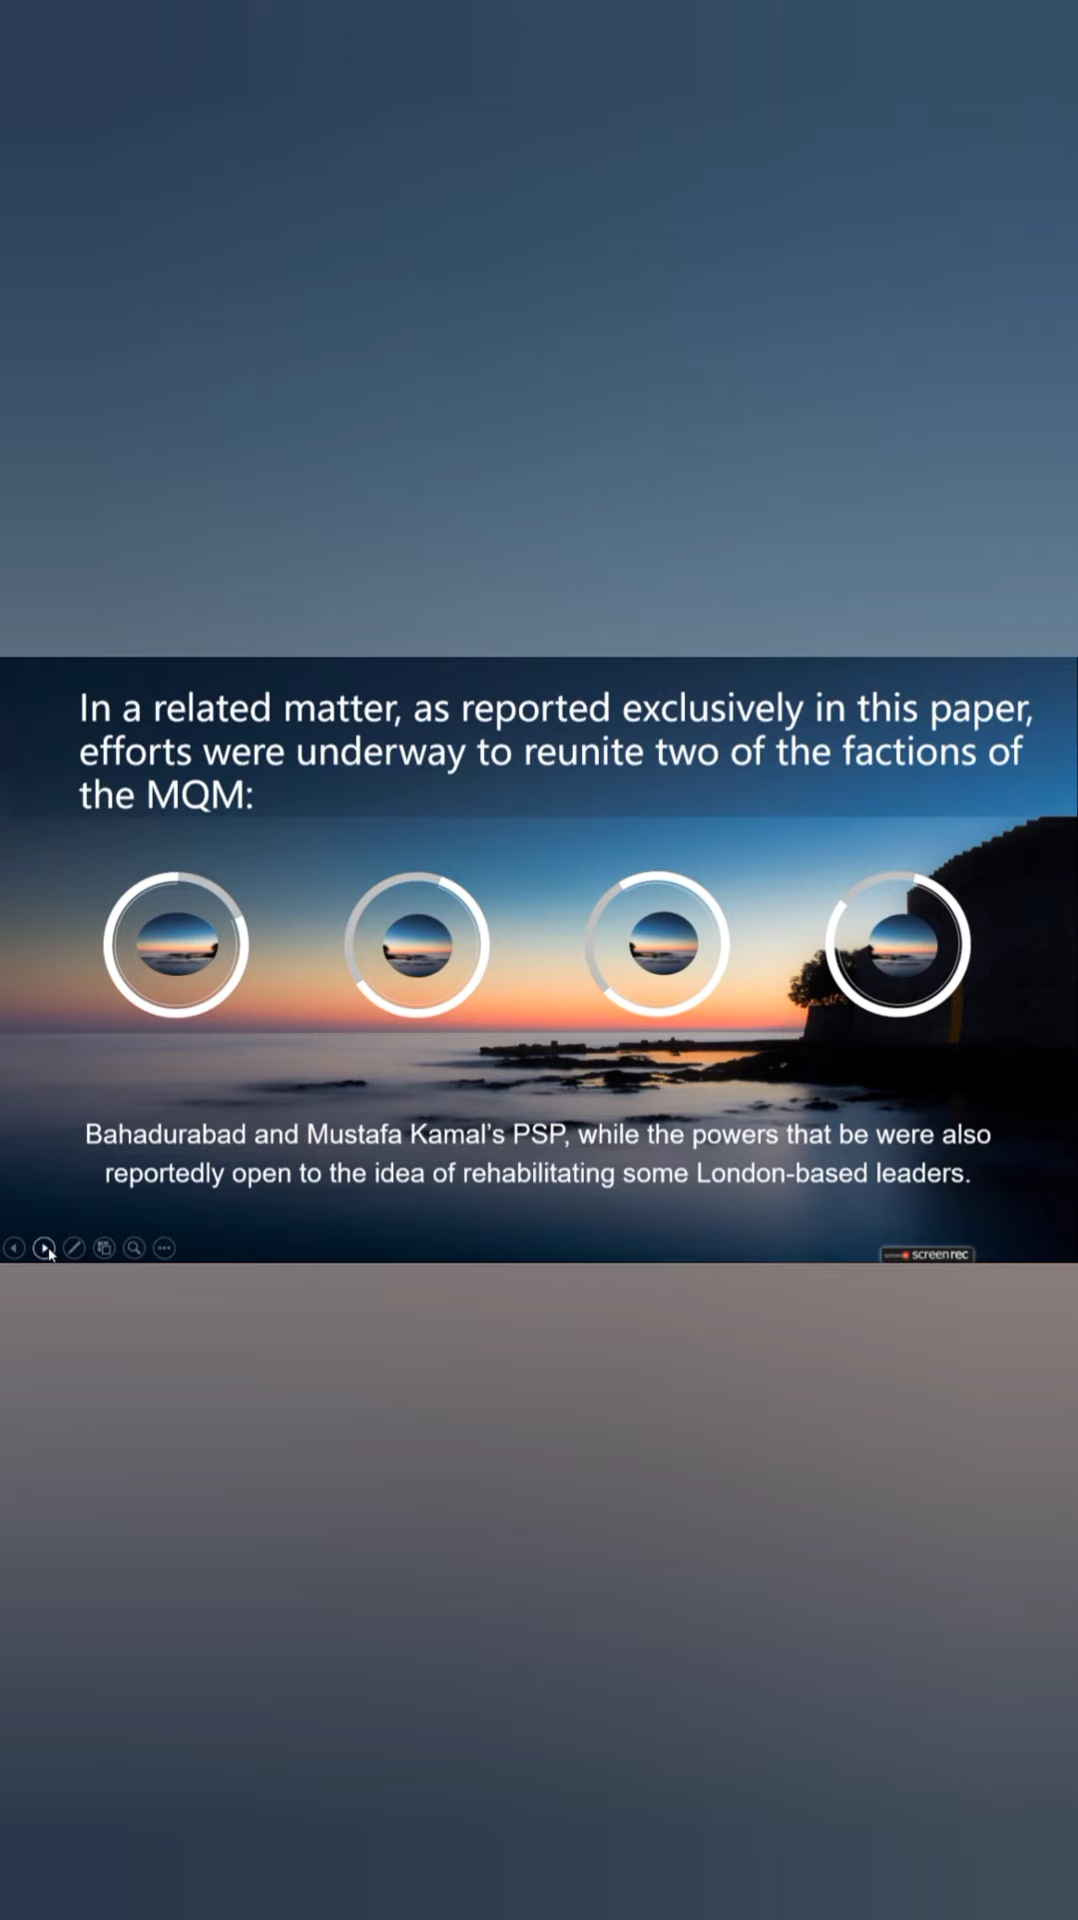 In a related matter, as reported exclusively in this paper,
efforts were underway to reunite two of the factions of
the MQM:
Bahadurabad and Mustafa Kamal's PSP, while the powers that be were also
reportedly open to the idea of rehabilitating some London-based leaders.
screenrec